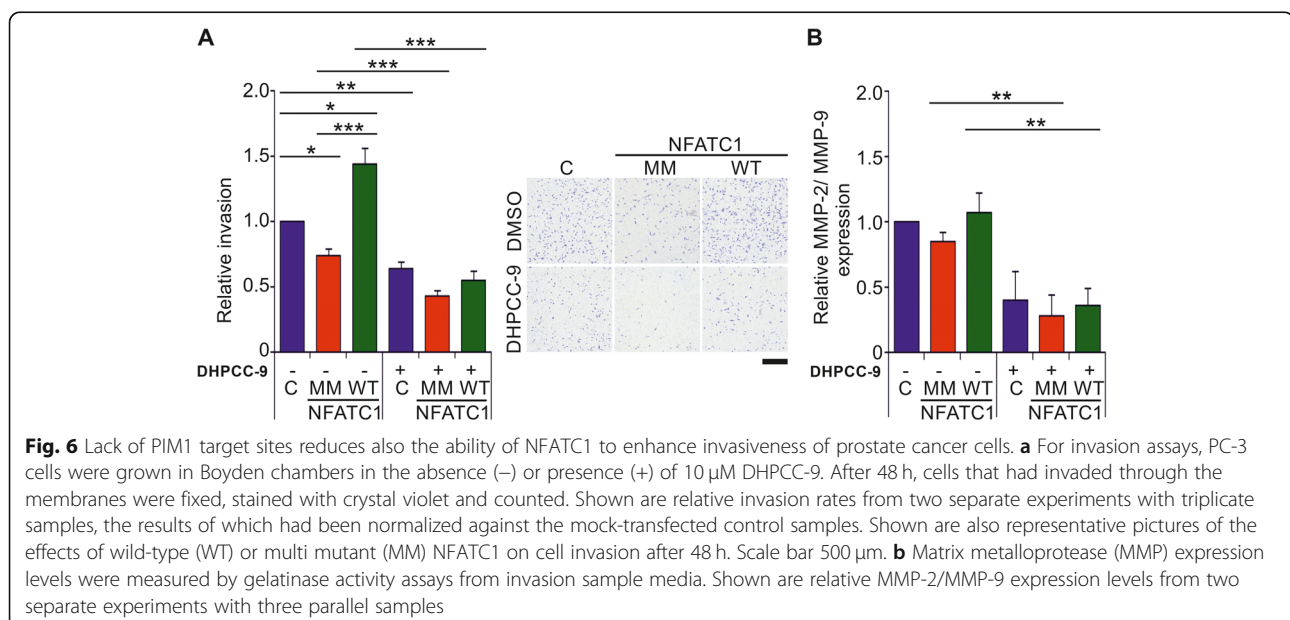 A
B
***
***
**
*
***
*
2.0
1.5
1.0
0.5
0
Relative invasion
DHPCC-9 - - - + + +
C MM WT C MM WT
NFATC1 NFATC1
NFATC1
C MM WT
DMSO
DHPCC-9
**
**
2.0
1.5
1.0
0.5
0
Relative MMP-2/ MMP-9
expression
DHPCC-9 - - - + + +
C MM WT C MM WT
NFATC1 NFATC1
Fig. 6 Lack of PIM1 target sites reduces also the ability of NFATC1 to enhance invasiveness of prostate cancer cells. a For invasion assays, PC-3
cells were grown in Boyden chambers in the absence (−) or presence (+) of 10 μM DHPCC-9. After 48 h, cells that had invaded through the
membranes were fixed, stained with crystal violet and counted. Shown are relative invasion rates from two separate experiments with triplicate
samples, the results of which had been normalized against the mock-transfected control samples. Shown are also representative pictures of the
effects of wild-type (WT) or multi mutant (MM) NFATC1 on cell invasion after 48 h. Scale bar 500 μm. b Matrix metalloprotease (MMP) expression
levels were measured by gelatinase activity assays from invasion sample media. Shown are relative MMP-2/MMP-9 expression levels from two
separate experiments with three parallel samples